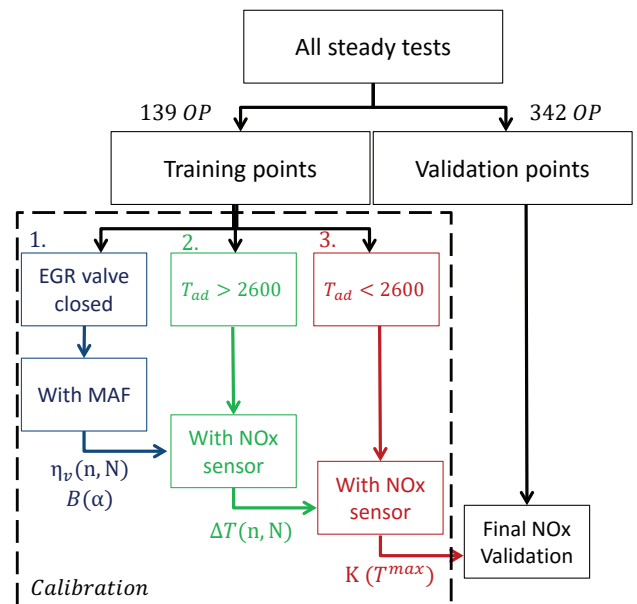 All steady tests
139 OP
342 OP
Training points
Validation points
1.
2.
3.
EGR valve
closed
T_ad > 2600
T_ad < 2600
With MAF
With NOx
sensor
η_v(n, N)
B(α)
With NOx
sensor
ΔT(n, N)
Final NOx
Validation
K (T^max)
Calibration